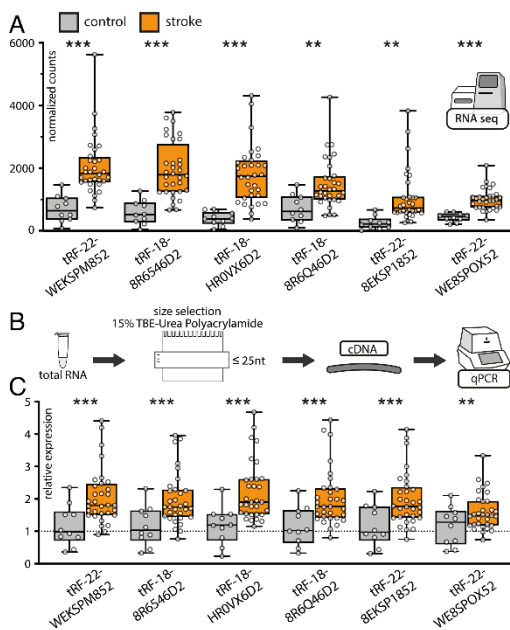 A
control
stroke
***
***
***
**
**
***
6000
4000
2000
0
normalized counts
RNA seq
tRF-22-
WEKSPM852
tRF-18-
8R6546D2
tRF-18-
HR0VX6D2
tRF-18-
8R6Q46D2
tRF-22-
8EKSP1852
tRF-22-
WE8SPOX52
B
size selection
15% TBE-Urea Polyacrylamide
≤ 25nt
total RNA
cDNA
qPCR
C
***
***
***
***
***
**
5
4
3
2
1
0
relative expression
tRF-22-
WEKSPM852
tRF-18-
8R6546D2
tRF-18-
HR0VX6D2
tRF-18-
8R6Q46D2
tRF-22-
8EKSP1852
tRF-22-
WE8SPOX52